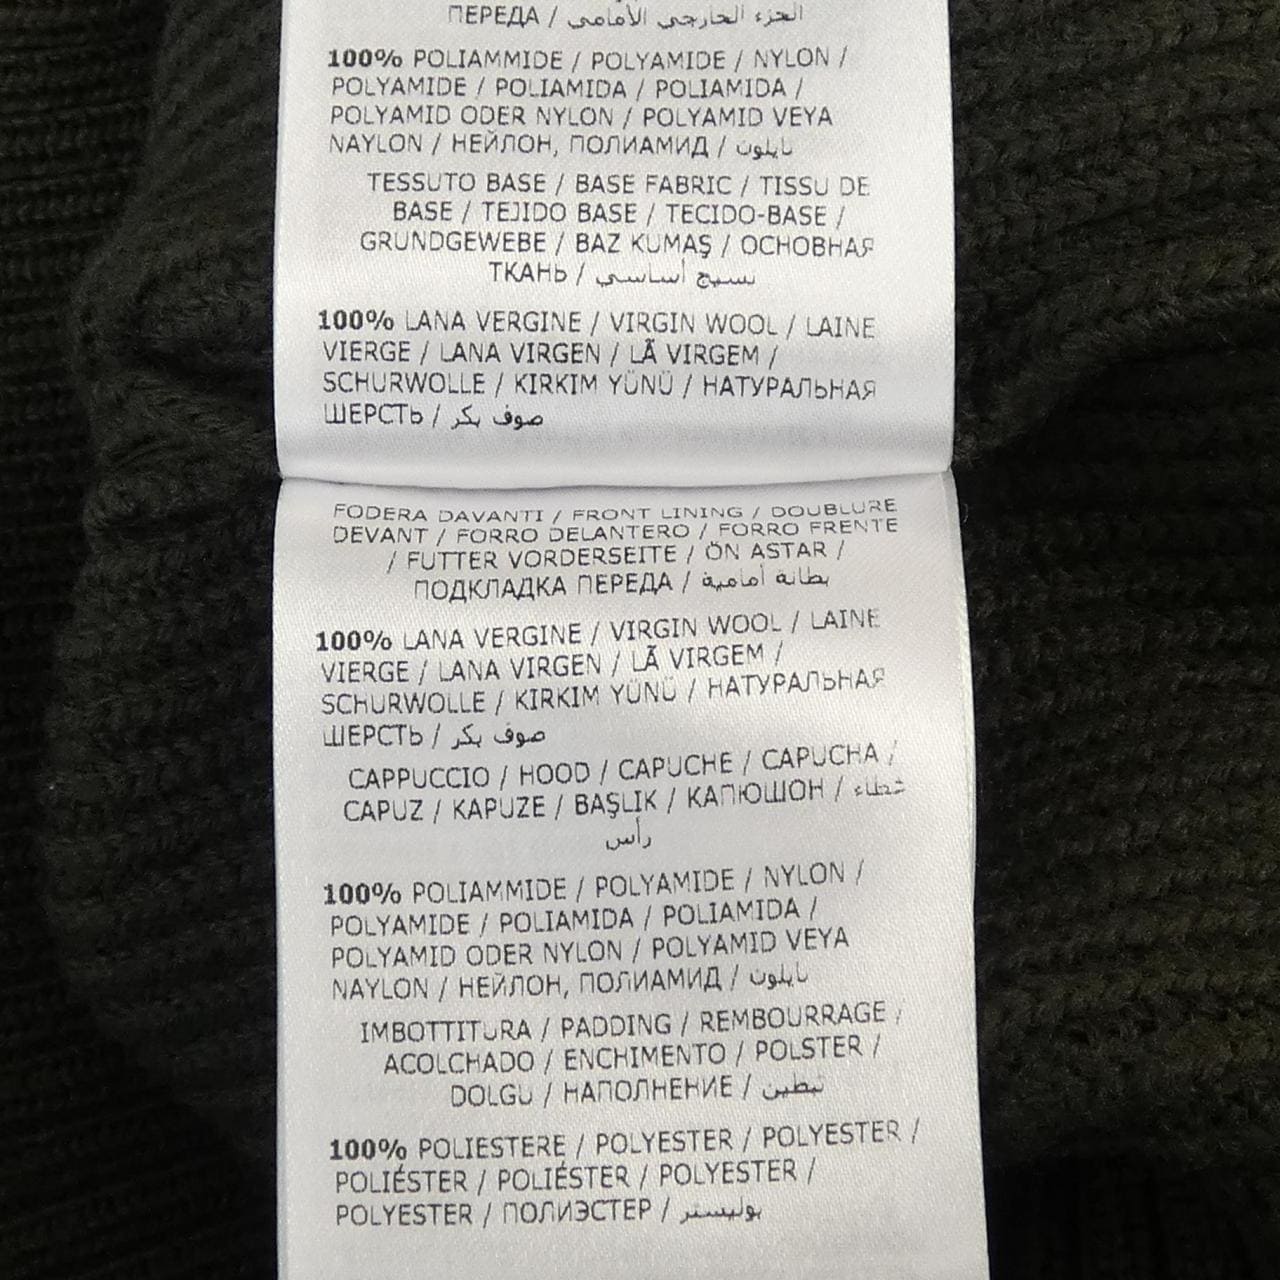 ПЕРЕДА / الجزء الخارجي الأمامي
100% POLIAMMIDE / POLYAMIDE / NYLON /
POLYAMIDE / POLIAMIDA / POLIAMIDA /
POLYAMID ODER NYLON / POLYAMID VEYA
NAYLON / НЕЙЛОН, ПОЛИАМИД / نايلون
TESSUTO BASE / BASE FABRIC / TISSU DE
BASE / TEJIDO BASE / TECIDO-BASE /
GRUNDGEWEBE / BAZ KUMAŞ / ОСНОВНАЯ
ТКАНЬ / نسيج أساسي
100% LANA VERGINE / VIRGIN WOOL / LAINE
VIERGE / LANA VIRGEN / LÃ VIRGEM /
SCHURWOLLE / KIRKIM YÜNÜ / НАТУРАЛЬНАЯ
ШЕРСТЬ / صوف بكر
FODERA DAVANTI / FRONT LINING / DOUBLURE
DEVANT / FORRO DELANTERO / FORRO FRENTE
/ FUTTER VORDERSEITE / ÖN ASTAR /
ПОДКЛАДКА ПЕРЕДА / بطانة أمامية
100% LANA VERGINE / VIRGIN WOOL / LAINE
VIERGE / LANA VIRGEN / LÃ VIRGEM /
SCHURWOLLE / KIRKIM YÜNÜ / НАТУРАЛЬНАЯ
ШЕРСТЬ / صوف بكر
CAPPUCCIO / HOOD / CAPUCHE / CAPUCHA /
CAPUZ / KAPUZE / BAŞLIK / КАПЮШОН / غطاء
رأس
100% POLIAMMIDE / POLYAMIDE / NYLON /
POLYAMIDE / POLIAMIDA / POLIAMIDA /
POLYAMID ODER NYLON / POLYAMID VEYA
NAYLON / НЕЙЛОН, ПОЛИАМИД / نايلون
IMBOTTITURA / PADDING / REMBOURRAGE /
ACOLCHADO / ENCHIMENTO / POLSTER /
DOLGU / НАПОЛНЕНИЕ / تبطين
100% POLIESTERE / POLYESTER / POLYESTER /
POLIÉSTER / POLIÉSTER / POLYESTER /
POLYESTER / ПОЛИЭСТЕР / بوليستر